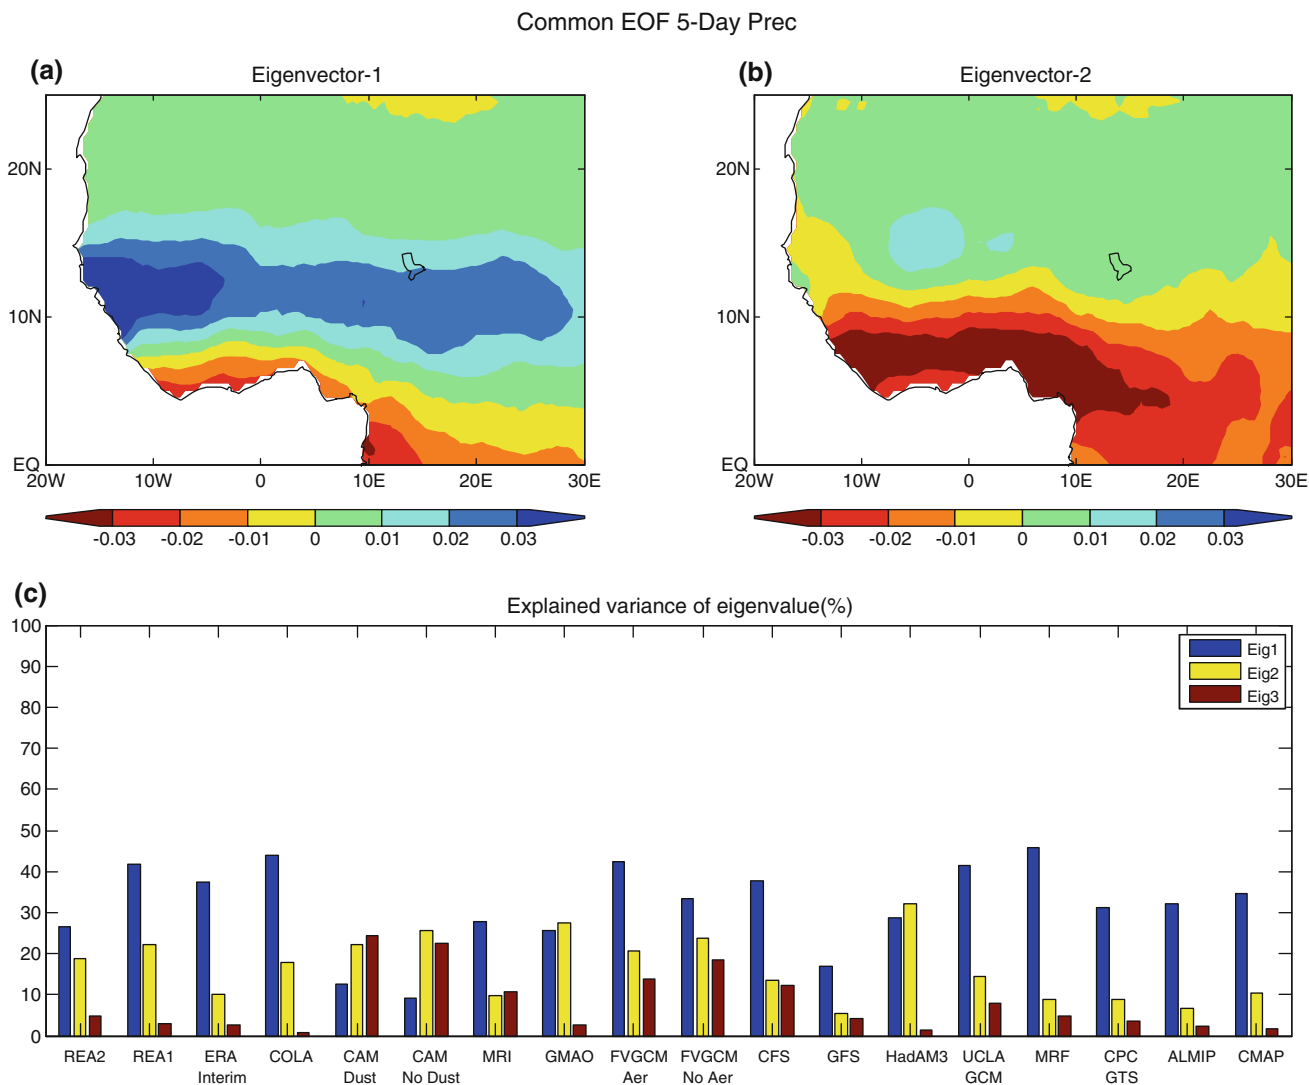 Common EOF 5-Day Prec
(a)
Eigenvector-1
20N
10N
EQ
20W 10W 0 10E 20E 30E
-0.03 -0.02 -0.01 0 0.01 0.02 0.03
(b)
Eigenvector-2
20N
10N
EQ
20W 10W 0 10E 20E 30E
-0.03 -0.02 -0.01 0 0.01 0.02 0.03
(c)
Explained variance of eigenvalue(%)
100
90
80
70
60
50
40
30
20
10
0
Eig1
Eig2
Eig3
REA2 REA1 ERA COLA CAM CAM MRI GMAO FVGCM FVGCM CFS GFS HadAM3 UCLA MRF CPC ALMIP CMAP
Interim Dust No Dust Aer No Aer GCM GTS